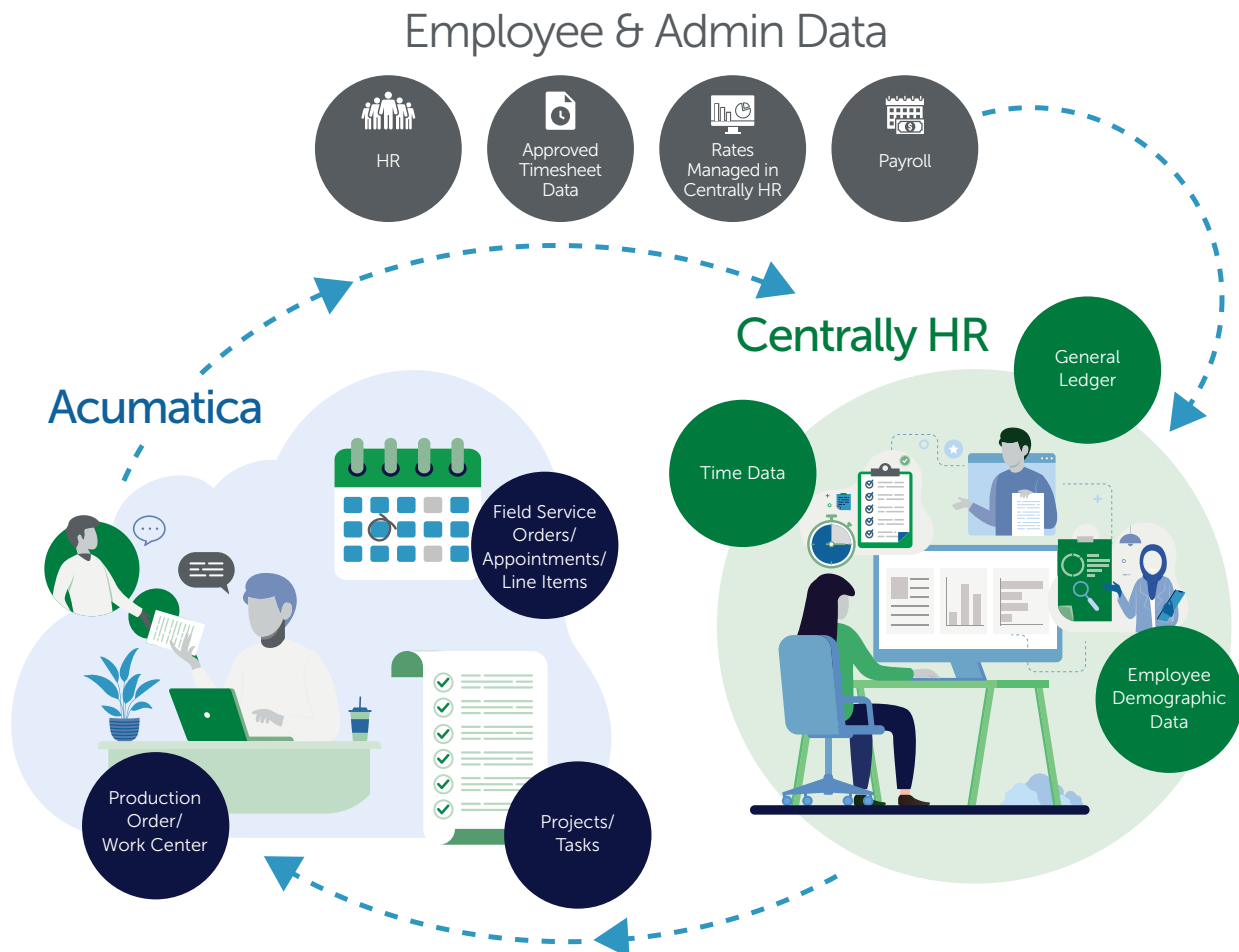 Employee & Admin Data
HR
Approved
Timesheet
Data
Rates
Managed in
Centrally HR
Payroll
Centrally HR
General
Ledger
Acumatica
Time Data
Field Service
Orders/
Appointments/
Line Items
Employee
Demographic
Data
Production
Order/
Work Center
Projects/
Tasks